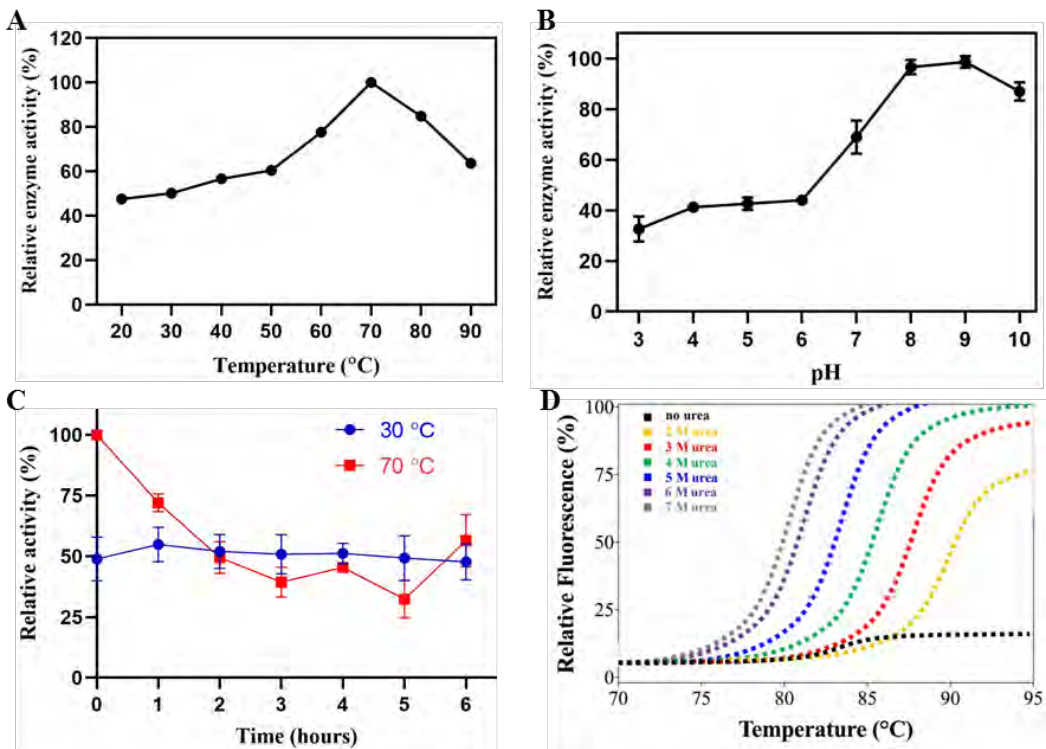 A
Relative enzyme activity (%)
120
100
80
60
40
20
0
20 30 40 50 60 70 80 90
Temperature (°C)
B
Relative enzyme activity (%)
100
80
60
40
20
0
3 4 5 6 7 8 9 10
pH
C
Relative activity (%)
100
75
50
25
0
30 °C
70 °C
0 1 2 3 4 5 6
Time (hours)
D
Relative Fluorescence (%)
100
75
50
25
0
no urea
2 M urea
3 M urea
4 M urea
5 M urea
6 M urea
7 M urea
70 75 80 85 90 95
Temperature (°C)